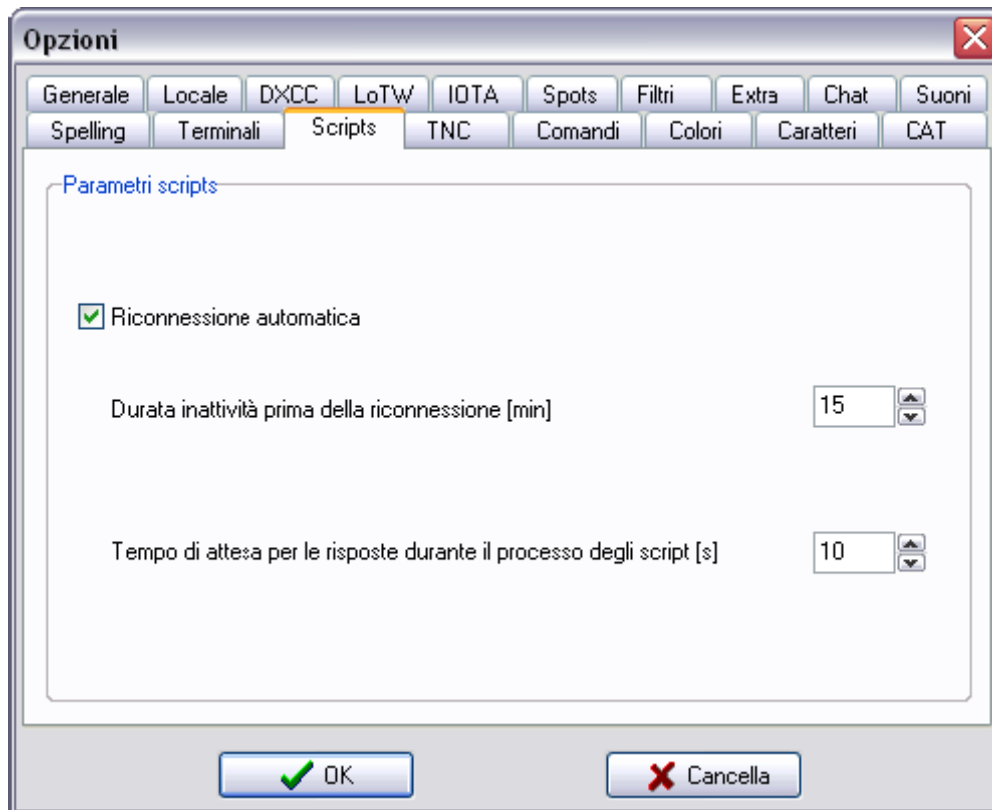 Opzioni
Generale Locale DXCC LoTW IOTA Spots Filtri Extra Chat Suoni
Spelling Terminali Scripts TNC Comandi Colori Caratteri CAT
Parametri scripts
Riconnessione automatica
Durata inattività prima della riconnessione [min] 15
Tempo di attesa per le risposte durante il processo degli script [s] 10
OK Cancella